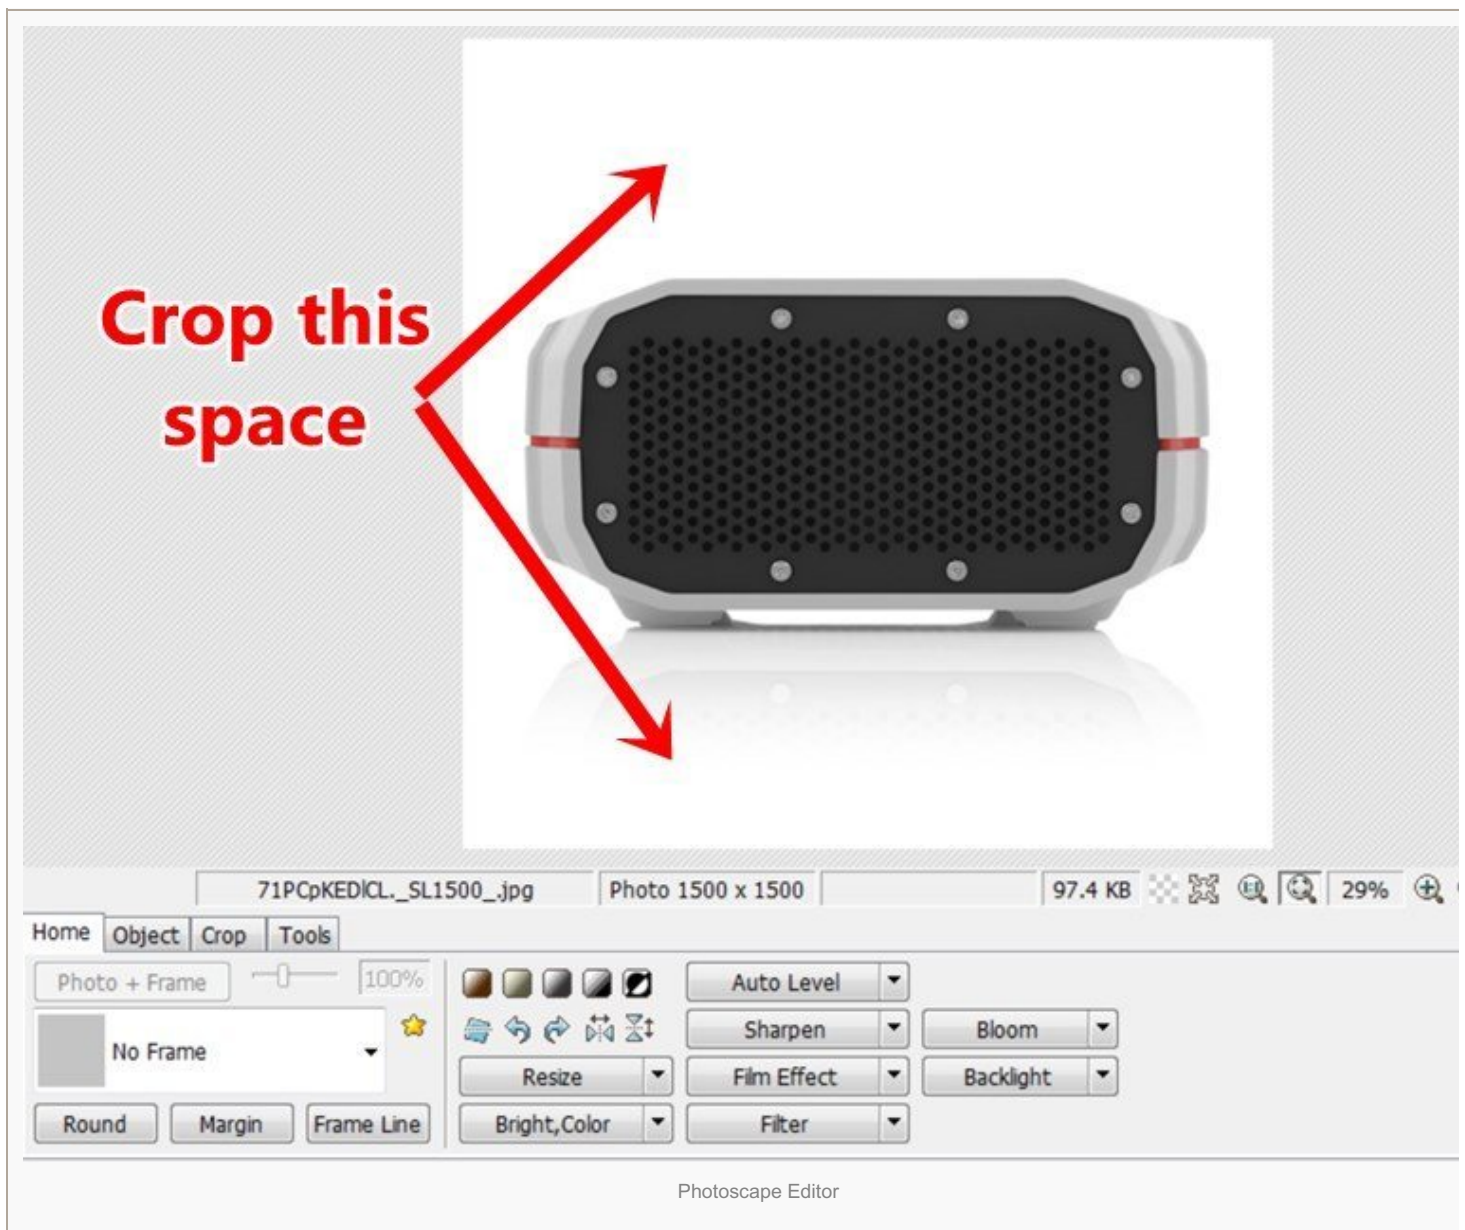 Crop this
space
71PCpKEDlCL._SL1500_.jpg Photo 1500 x 1500 97.4 KB 29%
Home Object Crop Tools
Photo + Frame 100%
Auto Level
No Frame
Sharpen Bloom
Resize Film Effect Backlight
Round Margin Frame Line Bright,Color Filter
Photoscape Editor